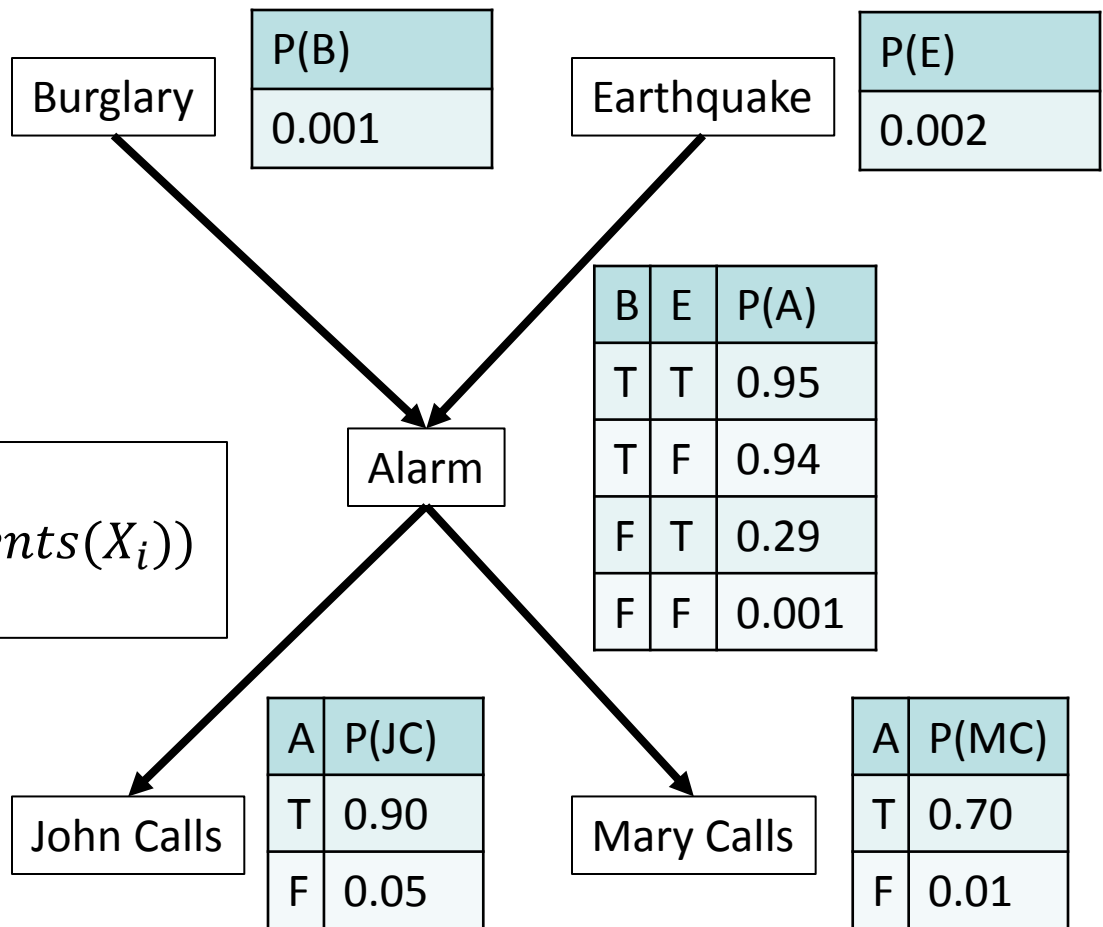 Burglary
P(B)
0.001
Earthquake
P(E)
0.002
B E P(A)
T T 0.95
T F 0.94
F T 0.29
F F 0.001
Alarm
nts(X_i))
A P(JC)
T 0.90
F 0.05
John Calls
Mary Calls
A P(MC)
T 0.70
F 0.01